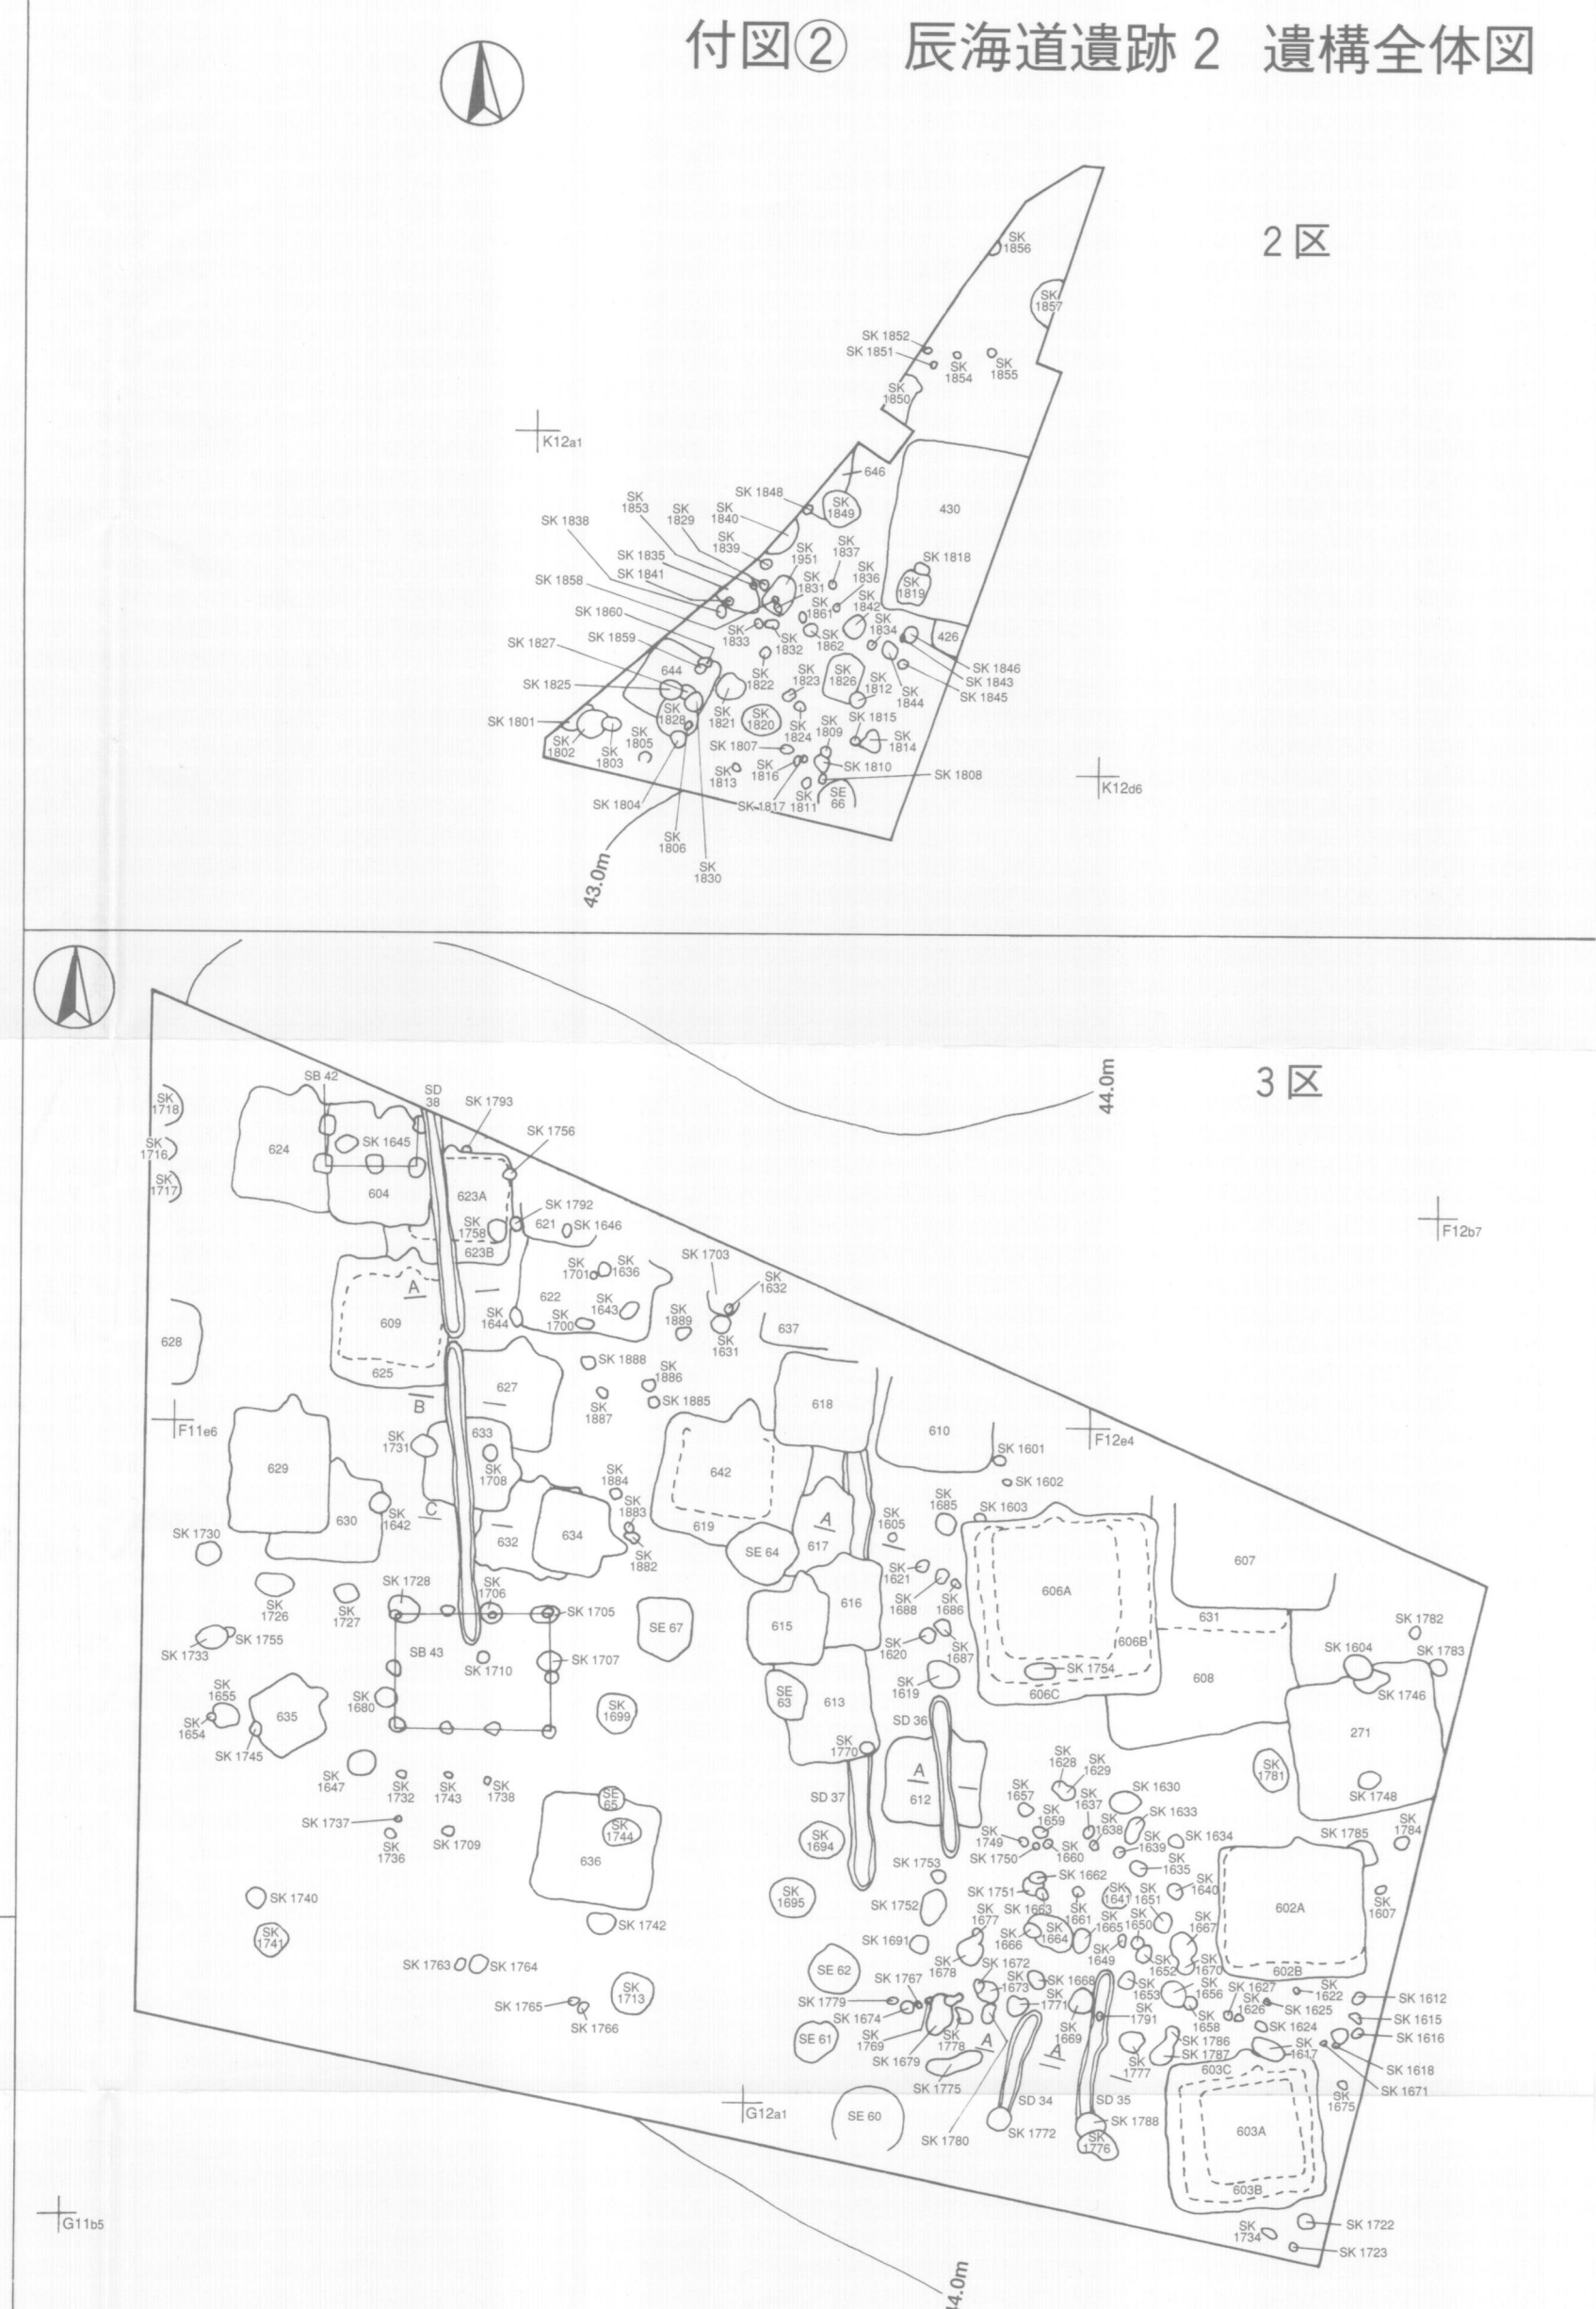 付図② 辰海道遺跡2 遺構全体図
2区
SK
1856
SK
1857
SK 1852
SK 1851
SK
1854
SK
1855
SK
1850
K12a1
646
SK 1848
SK
1849
430
SK
1853
SK
1829
SK
1840
SK 1838
SK
1839
SK
1837
SK 1835
SK
1951
SK 1818
SK 1841
SK
1836
SK 1858
SK
1831
SK
1819
SK 1860
SK
1861
SK
1842
SK 1827
SK 1859
SK
1833
SK
1832
SK
1862
SK
1834
426
SK 1846
SK 1843
SK 1845
SK
1844
644
SK 1825
SK
1822
SK
1823
SK
1826
SK
1812
SK 1801
SK
1802
SK
1803
SK
1805
SK
1828
SK
1821
SK
1820
SK
1824
SK
1809
SK 1815
SK
1814
SK 1807
SK
1813
SK
1816
SK 1810
SK 1808
K12d6
SK 1804
SK 1817
SK
1811
SE
66
SK
1806
SK
1830
43.0m
3区
44.0m
SK
1718
SB 42
SD
38
SK 1793
SK
1716
624
SK 1645
SK 1756
SK
1717
604
623A
SK 1792
SK
1758
621
SK 1646
623B
F12b7
SK 1703
SK
1701
SK
1636
SK
1632
A
622
SK
1643
SK
1644
SK
1700
SK
1889
SK
1631
637
628
609
625
SK 1888
SK
1886
627
SK
1887
SK 1885
618
B
F11e6
610
F12e4
SK
1731
633
SK 1601
629
SK
1708
642
SK 1602
SK
1884
C
630
SK
1642
SK
1883
SK
1685
SK 1603
SK
1605
A
619
SK 1730
632
634
SK
1882
SE 64
617
607
SK
1621
606A
SK
1726
SK
1727
SK 1728
SK
1706
SK 1705
SK
1688
SK
1686
616
615
SE 67
631
SK 1782
SK 1733
SK 1755
SB 43
SK 1710
SK 1707
SK
1620
SK
1687
606B
SK 1604
SK
1783
SK 1754
SK
1619
606C
608
SK 1746
SK
1655
SK
1654
635
SK
1680
SK
1699
SE
63
613
SD 36
271
SK 1745
SK
1770
SK
1647
SK
1732
SK
1743
SK
1738
SK
1628
SK
1629
SK
1781
SK
1748
A
612
SE
65
SD 37
SK
1657
SK
1637
SK 1630
SK 1737
SK
1736
SK 1709
SK
1744
SK
1694
SK
1659
SK
1638
SK 1633
SK
1749
SK 1750
SK
1660
SK
1639
SK 1634
SK 1785
SK
1784
636
SK 1753
SK 1662
SK
1635
SK 1740
SK
1695
SK 1752
SK 1751
SK 1663
SK
1661
SK
1641
SK
1651
SK
1640
602A
SK
1607
SK
1741
SK 1742
SK
1677
SK
1666
SK
1664
SK
1665
SK
1650
SK
1667
SK 1691
SK
1678
SK
1649
SK
1652
SK
1670
602B
SK 1763
SK 1764
SE 62
SK 1767
SK 1672
SK
1673
SK 1668
SK
1653
SK
1656
SK 1627
SK
1626
SK
1622
SK 1625
SK 1612
SK 1765
SK
1766
SK
1713
SK 1779
SK 1674
SK
1771
SK
1669
SK
1791
SK
1658
SK 1624
SK 1615
SK 1616
SE 61
SK
1769
SK
1778
A
A
SK 1786
SK 1787
SK
1617
SK 1618
SK 1679
SK 1775
SK
1777
603C
SK 1671
SK
1675
G12a1
SE 60
SD 34
SD 35
SK 1780
SK 1772
SK 1788
SK
1776
603A
603B
G11b5
SK
1734
SK 1722
SK 1723
44.0m